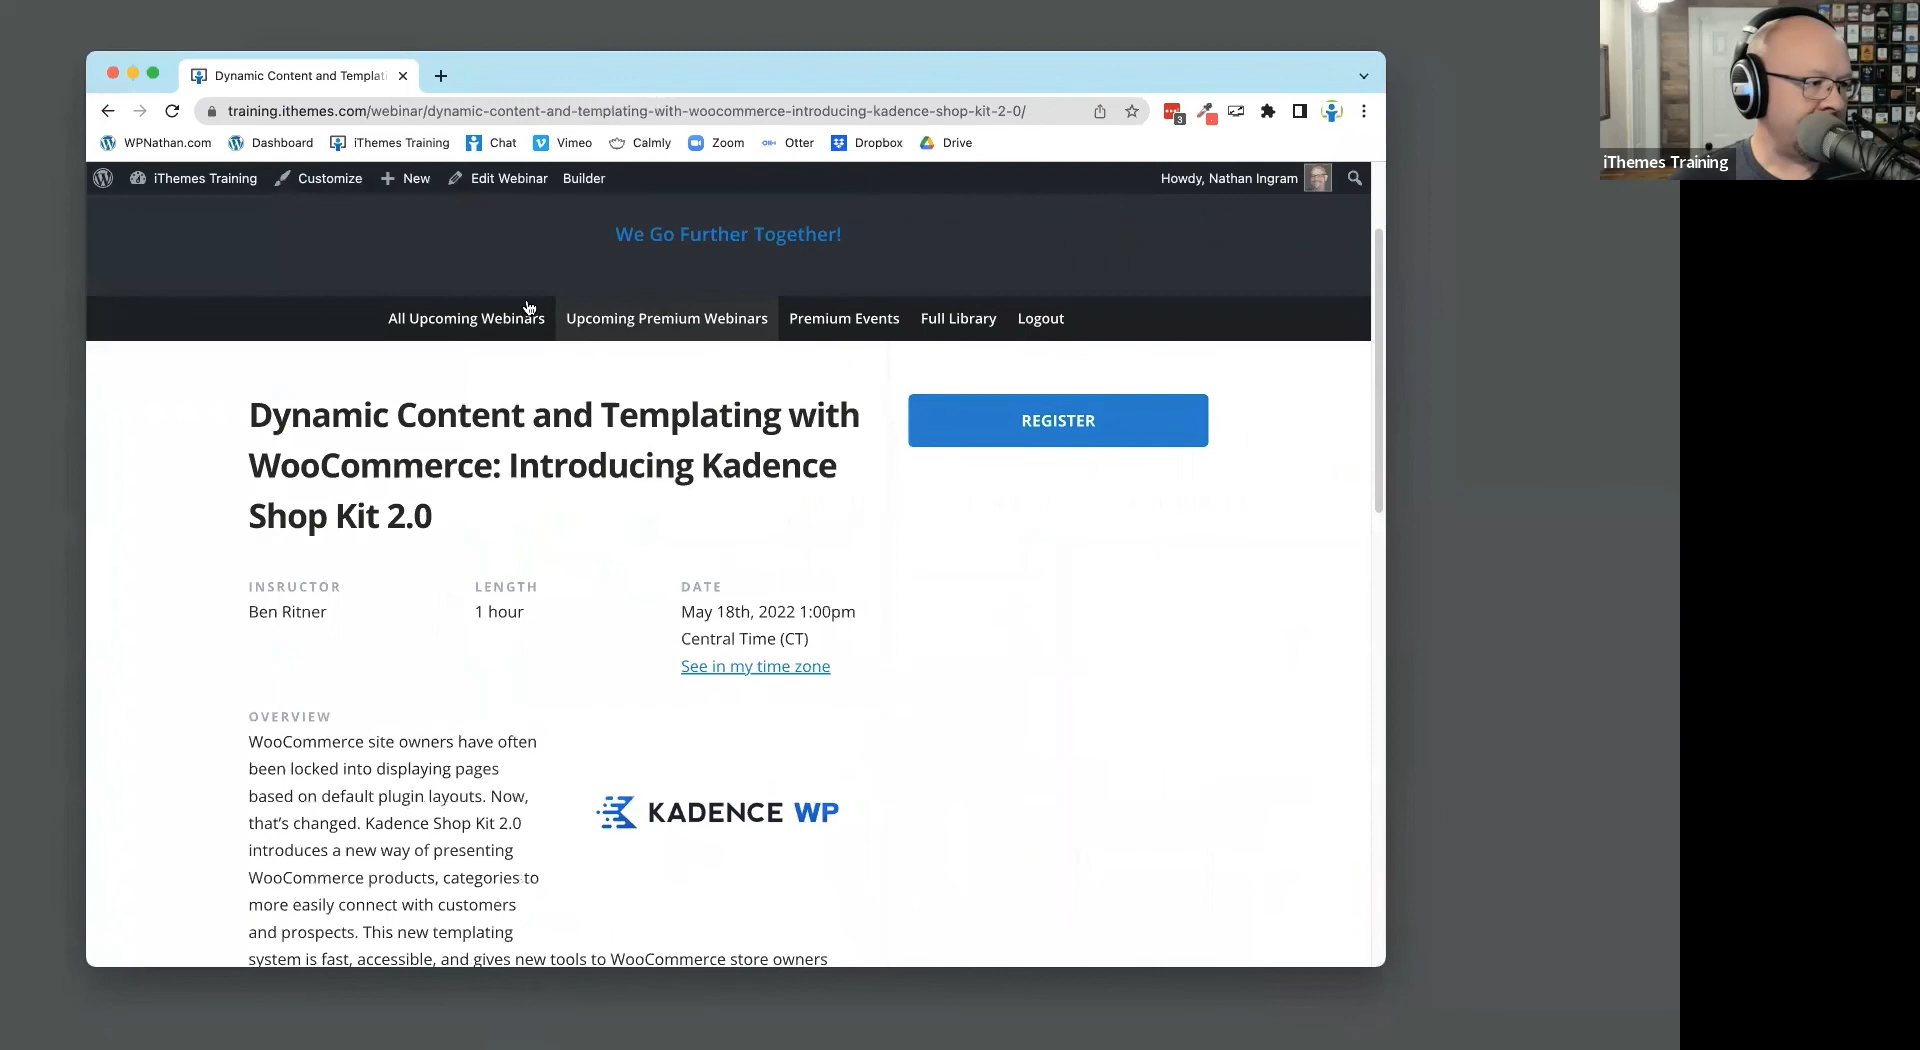 Dynamic Content and Templati
training.ithemes.com/webinar/dynamic-content-and-templating-with-woocommerce-introducing-kadence-shop-kit-2-0/
3
WPNathan.com Dashboard iThemes Training Chat Vimeo Calmly Zoom Otter Dropbox Drive
iThemes Training Customize New Edit Webinar Builder Howdy, Nathan Ingram
iThemes Training
We Go Further Together!
All Upcoming Webinars Upcoming Premium Webinars Premium Events Full Library Logout
Dynamic Content and Templating with
WooCommerce: Introducing Kadence
Shop Kit 2.0
REGISTER
INSRUCTOR LENGTH DATE
Ben Ritner 1 hour May 18th, 2022 1:00pm
Central Time (CT)
See in my time zone
OVERVIEW
WooCommerce site owners have often
been locked into displaying pages
based on default plugin layouts. Now,
that's changed. Kadence Shop Kit 2.0
introduces a new way of presenting
WooCommerce products, categories to
more easily connect with customers
and prospects. This new templating
system is fast, accessible, and gives new tools to WooCommerce store owners
KADENCE WP